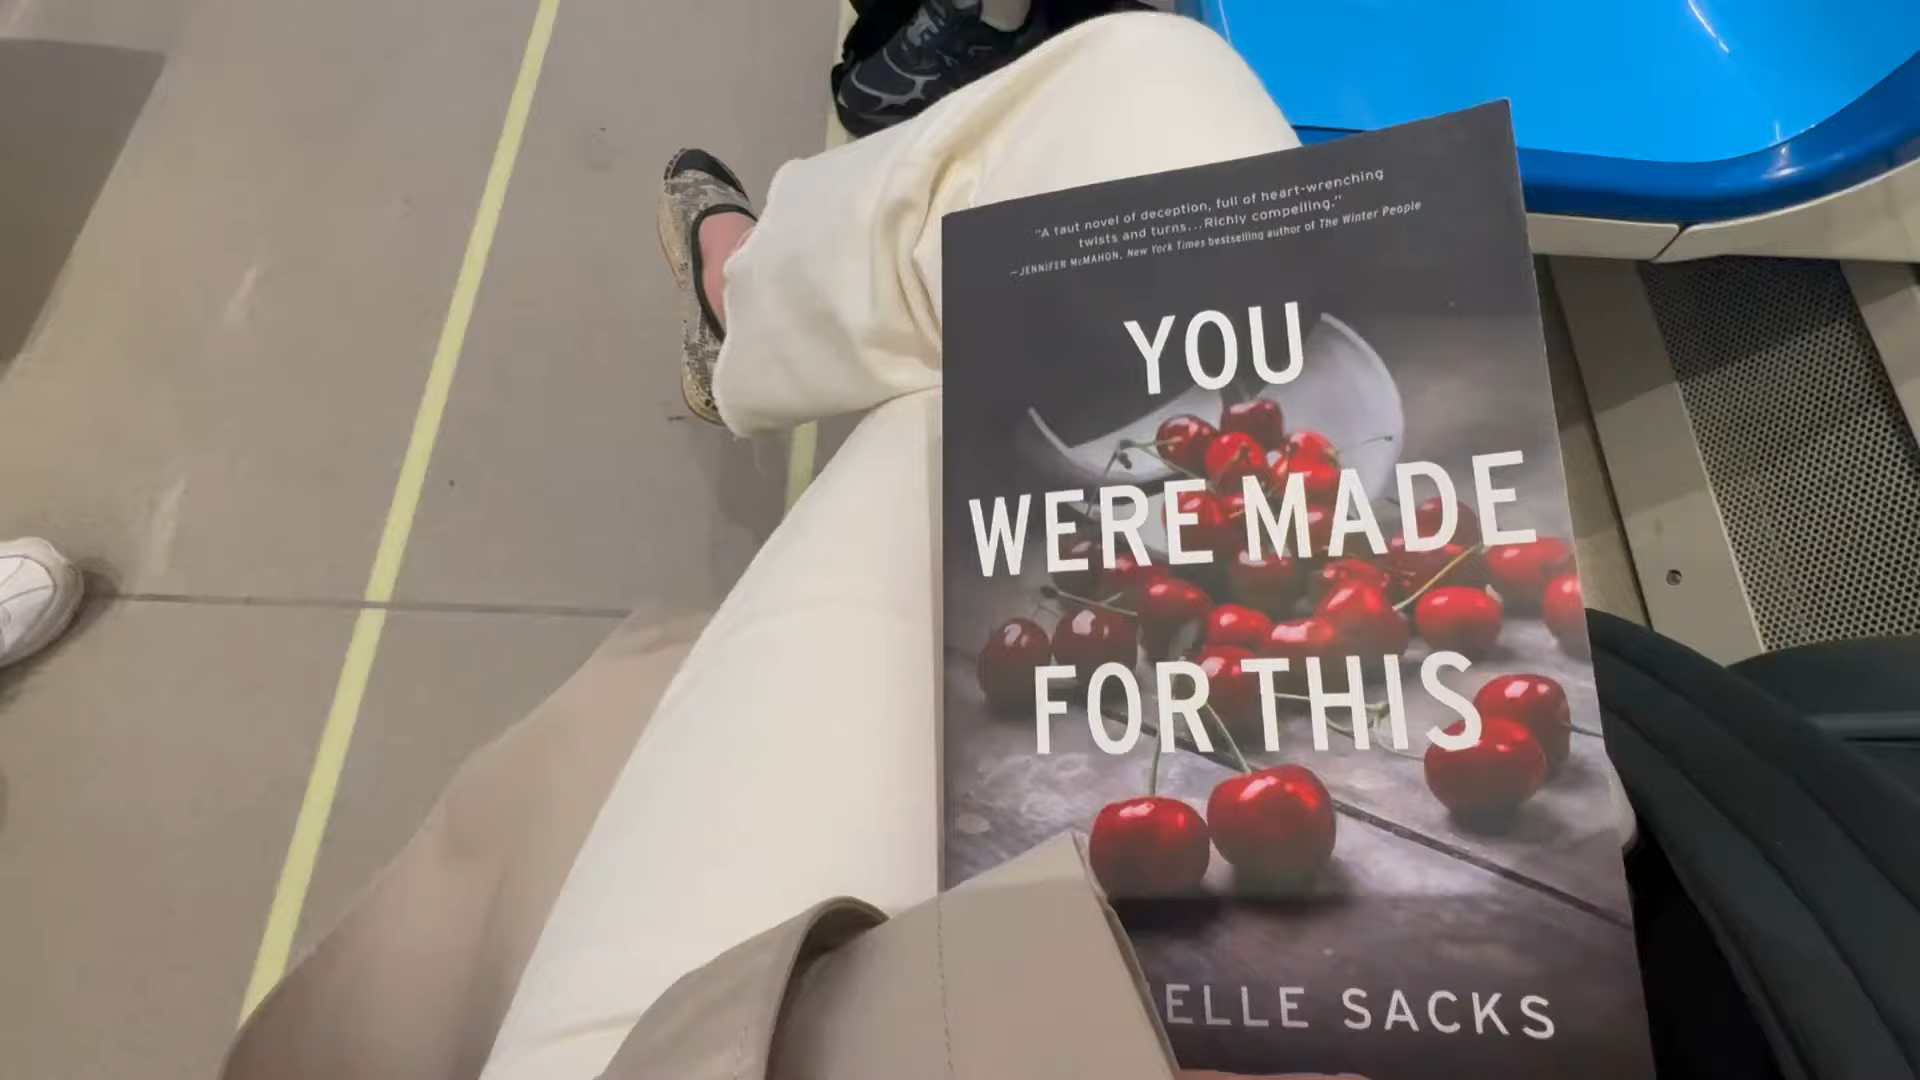 "A taut novel of deception, full of heart-wrenching
twists and turns...Richly compelling."
—JENNIFER McMAHON, New York Times bestselling author of The Winter People
YOU
WERE MADE
FOR THIS
ELLE SACKS